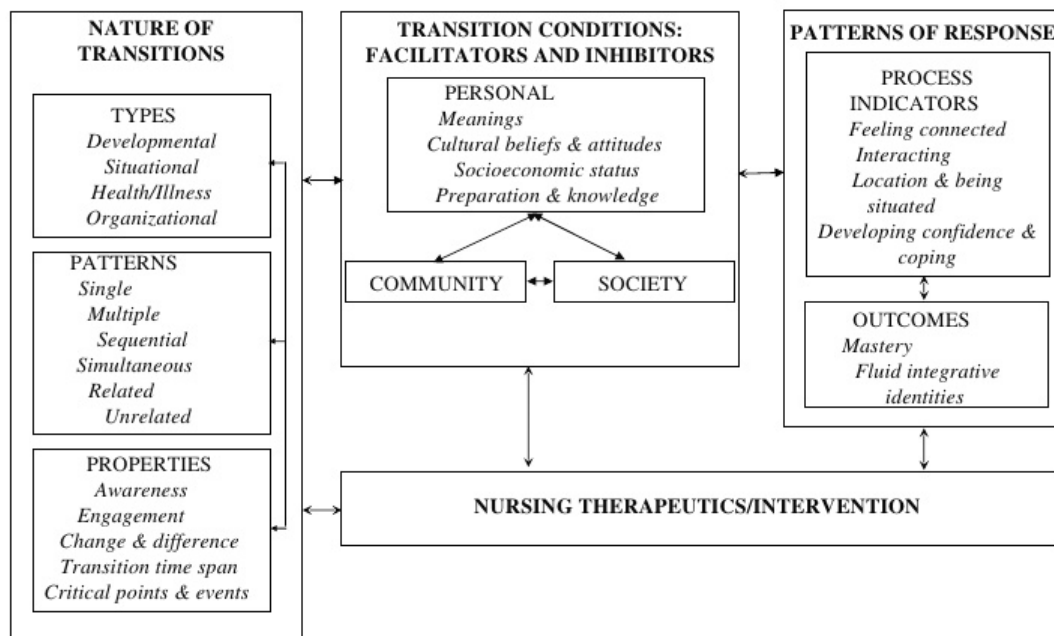 NATURE OF
TRANSITIONS
TYPES
Developmental
Situational
Health/Illness
Organizational
PATTERNS
Single
Multiple
Sequential
Simultaneous
Related
Unrelated
PROPERTIES
Awareness
Engagement
Change & difference
Transition time span
Critical points & events
TRANSITION CONDITIONS:
FACILITATORS AND INHIBITORS
PERSONAL
Meanings
Cultural beliefs & attitudes
Socioeconomic status
Preparation & knowledge
COMMUNITY
SOCIETY
PATTERNS OF RESPONSE
PROCESS
INDICATORS
Feeling connected
Interacting
Location & being
situated
Developing confidence &
coping
OUTCOMES
Mastery
Fluid integrative
identities
NURSING THERAPEUTICS/INTERVENTION